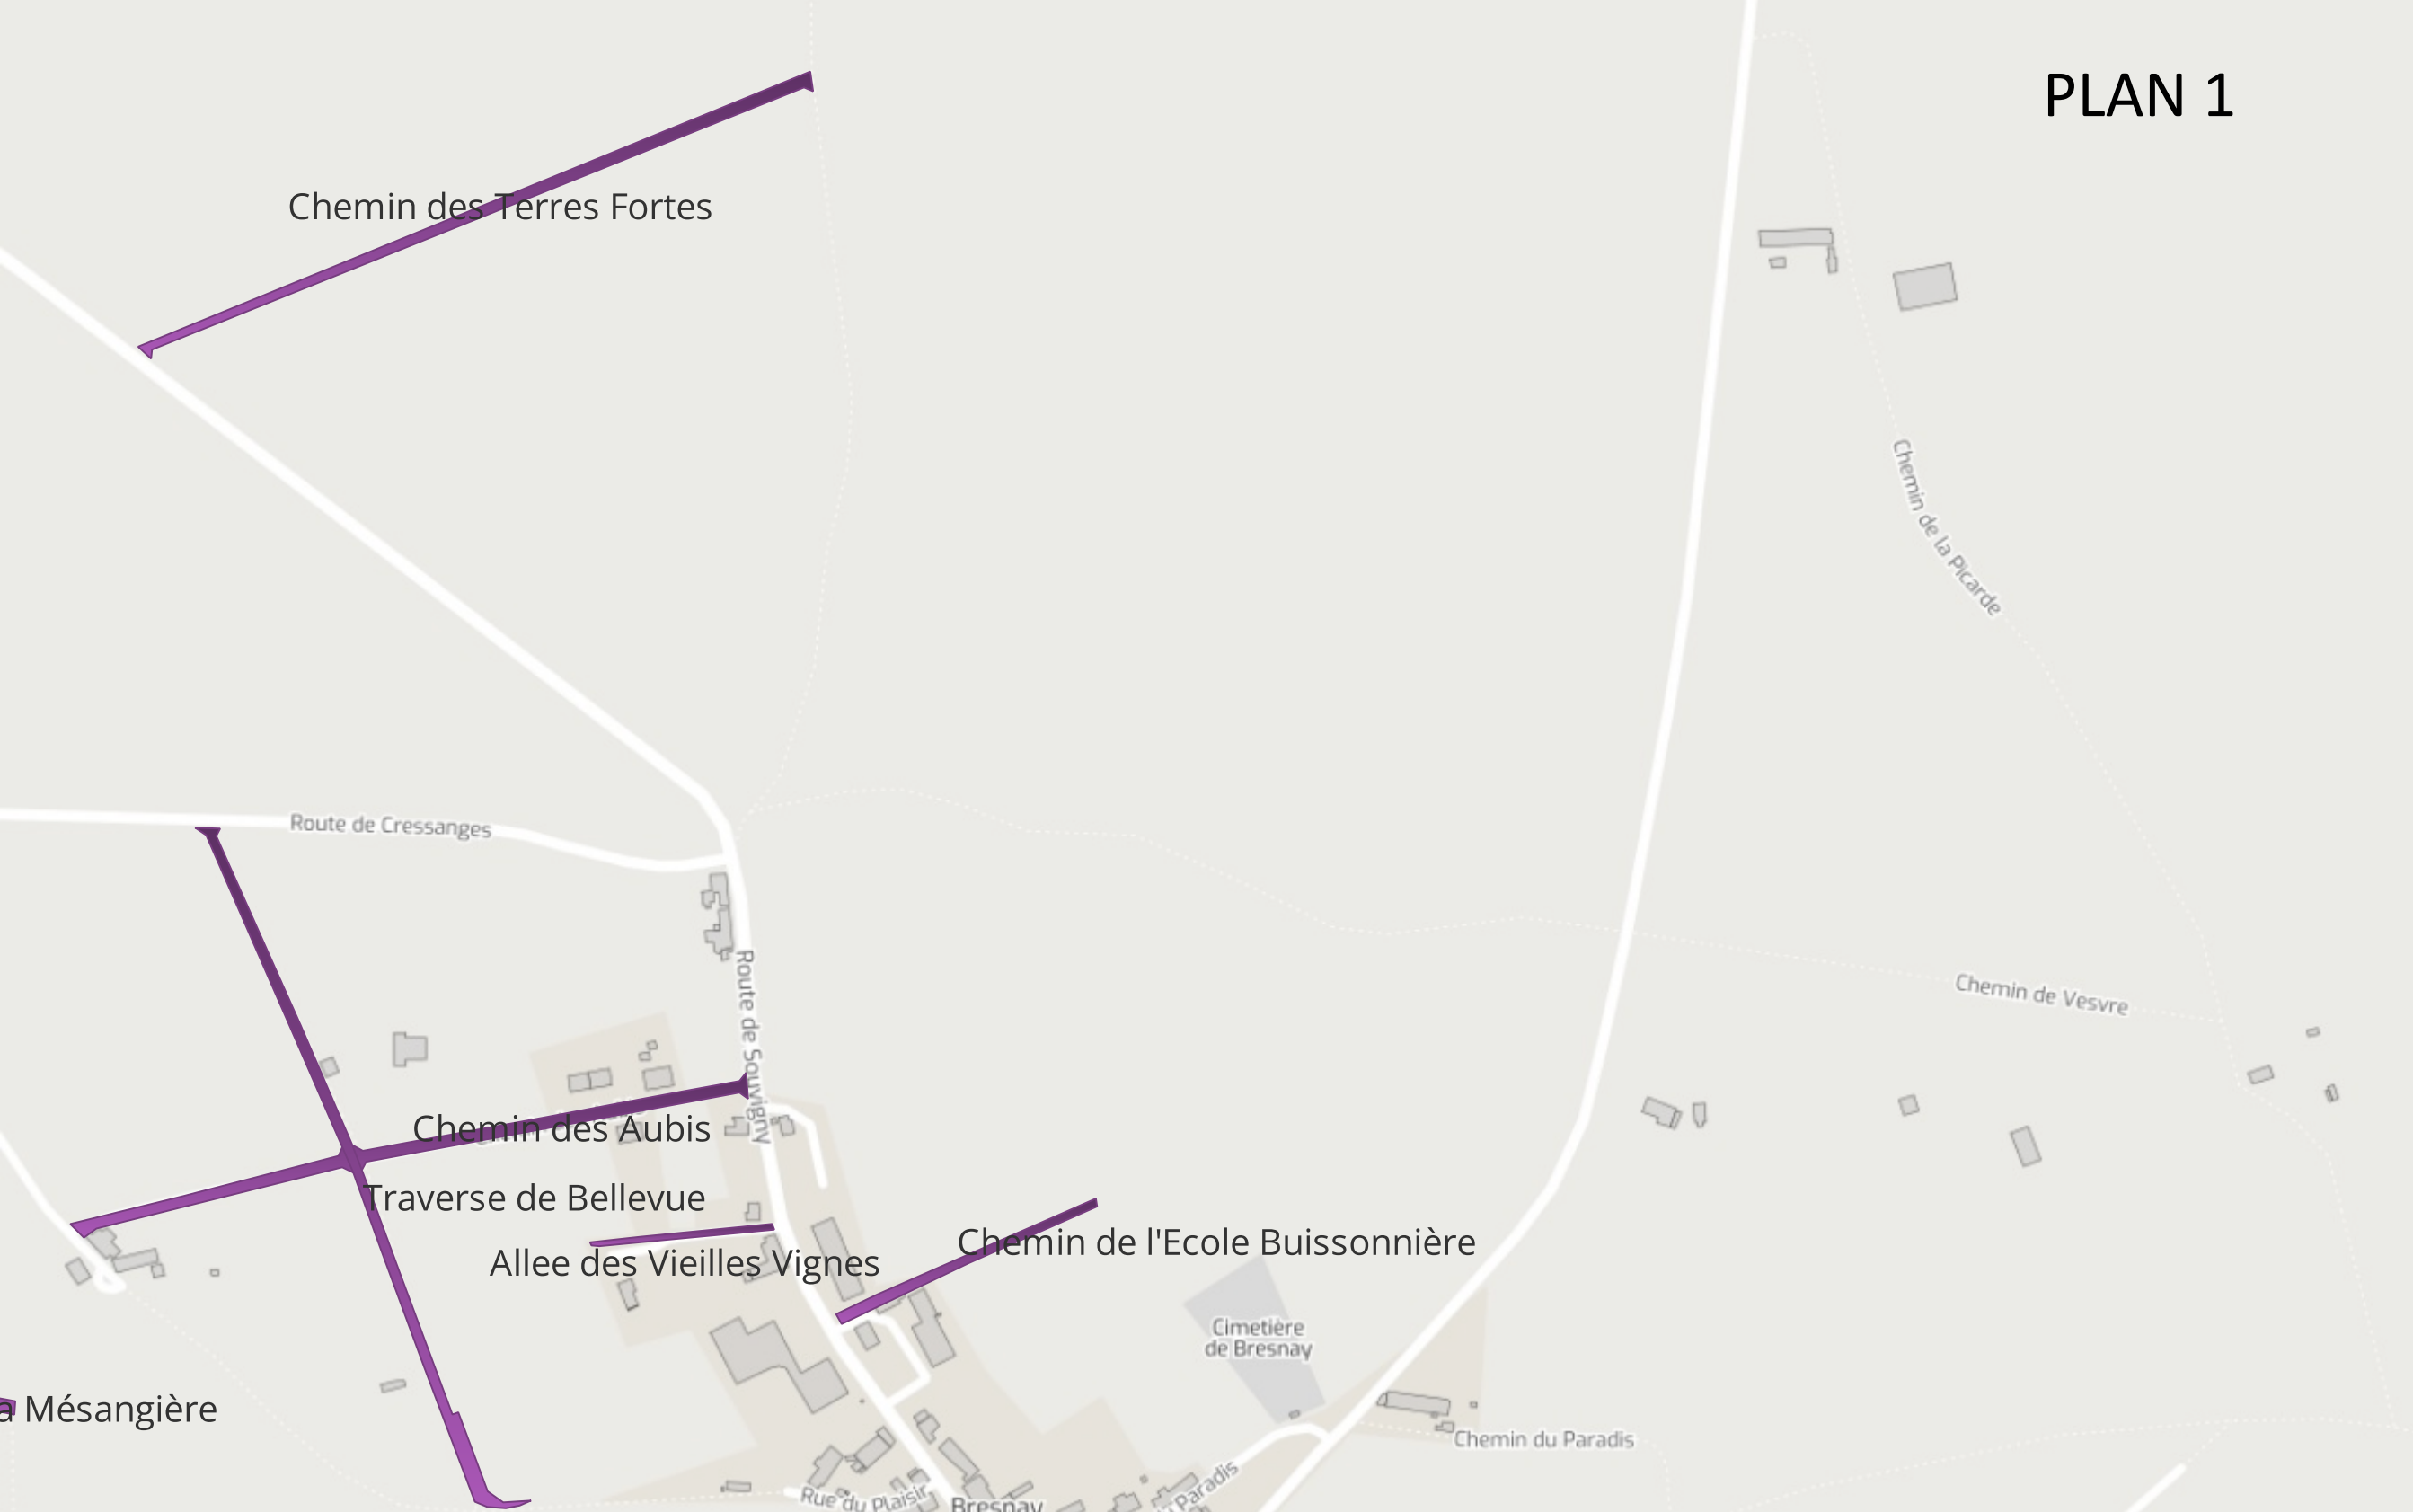 PLAN 1
Chemin des Terres Fortes
Chemin de la Picarde
Route de Cressanges
Route de Souvigny
Chemin de Vesvre
Chemin des Aubis
Traverse de Bellevue
Allee des Vieilles Vignes
Chemin de l'Ecole Buissonnière
Cimetière
de Bresnay
Mésangière
Chemin du Paradis
Paradis
Rue du Plaisir
Bresnay